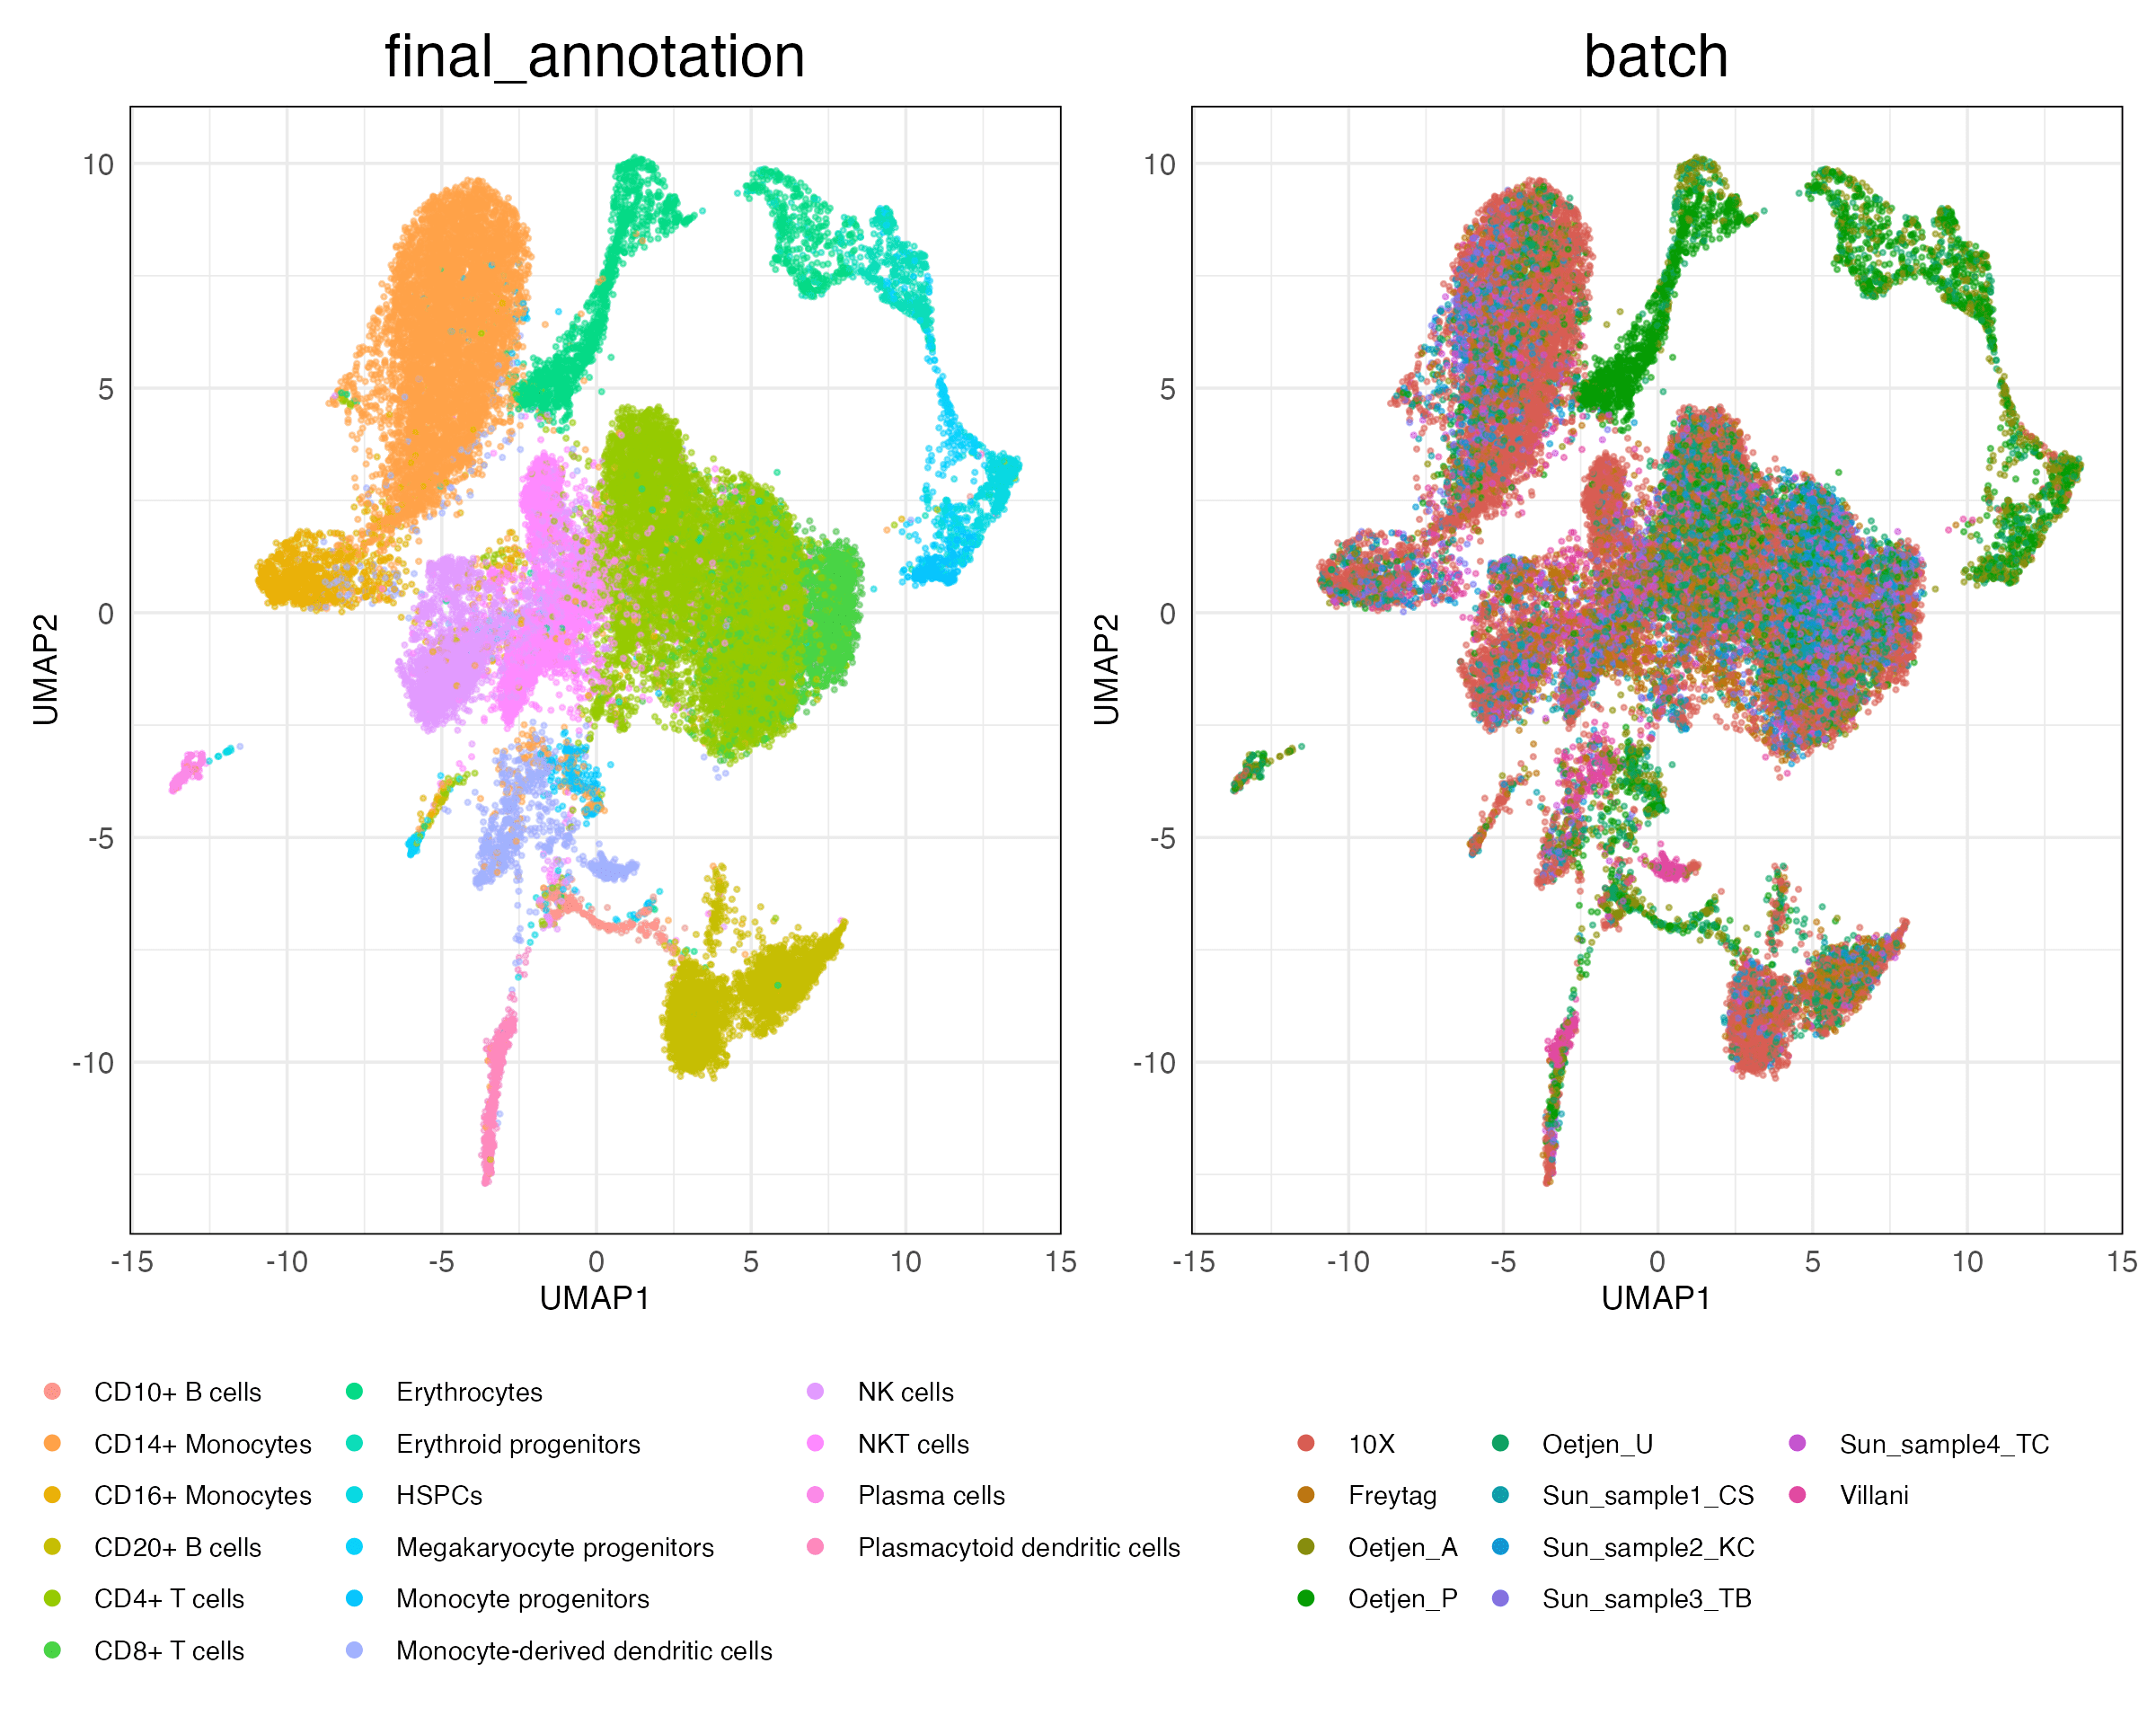 final_annotation
batch
10
5
0
-5
-10
UMAP2
-15 -10 -5 0 5 10 15
UMAP1
10
5
0
-5
-10
UMAP2
-15 -10 -5 0 5 10 15
UMAP1
CD10+ B cells
CD14+ Monocytes
CD16+ Monocytes
CD20+ B cells
CD4+ T cells
CD8+ T cells
Erythrocytes
Erythroid progenitors
HSPCs
Megakaryocyte progenitors
Monocyte progenitors
Monocyte-derived dendritic cells
NK cells
NKT cells
Plasma cells
Plasmacytoid dendritic cells
10X
Freytag
Oetjen_A
Oetjen_P
Oetjen_U
Sun_sample1_CS
Sun_sample2_KC
Sun_sample3_TB
Sun_sample4_TC
Villani